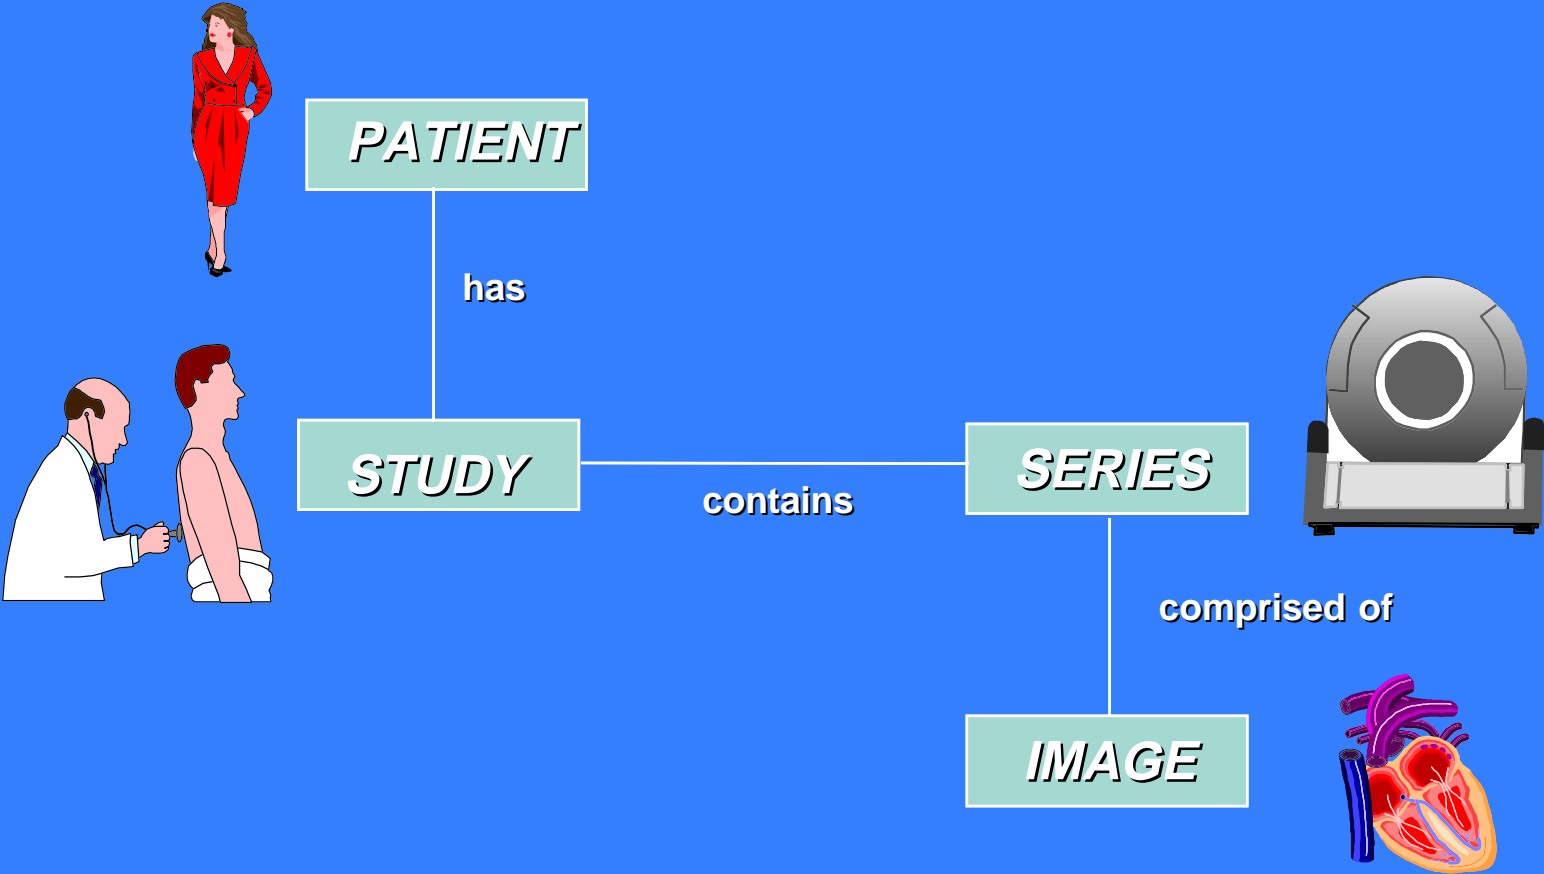 PATIENT
has
STUDY
contains
SERIES
comprised of
IMAGE